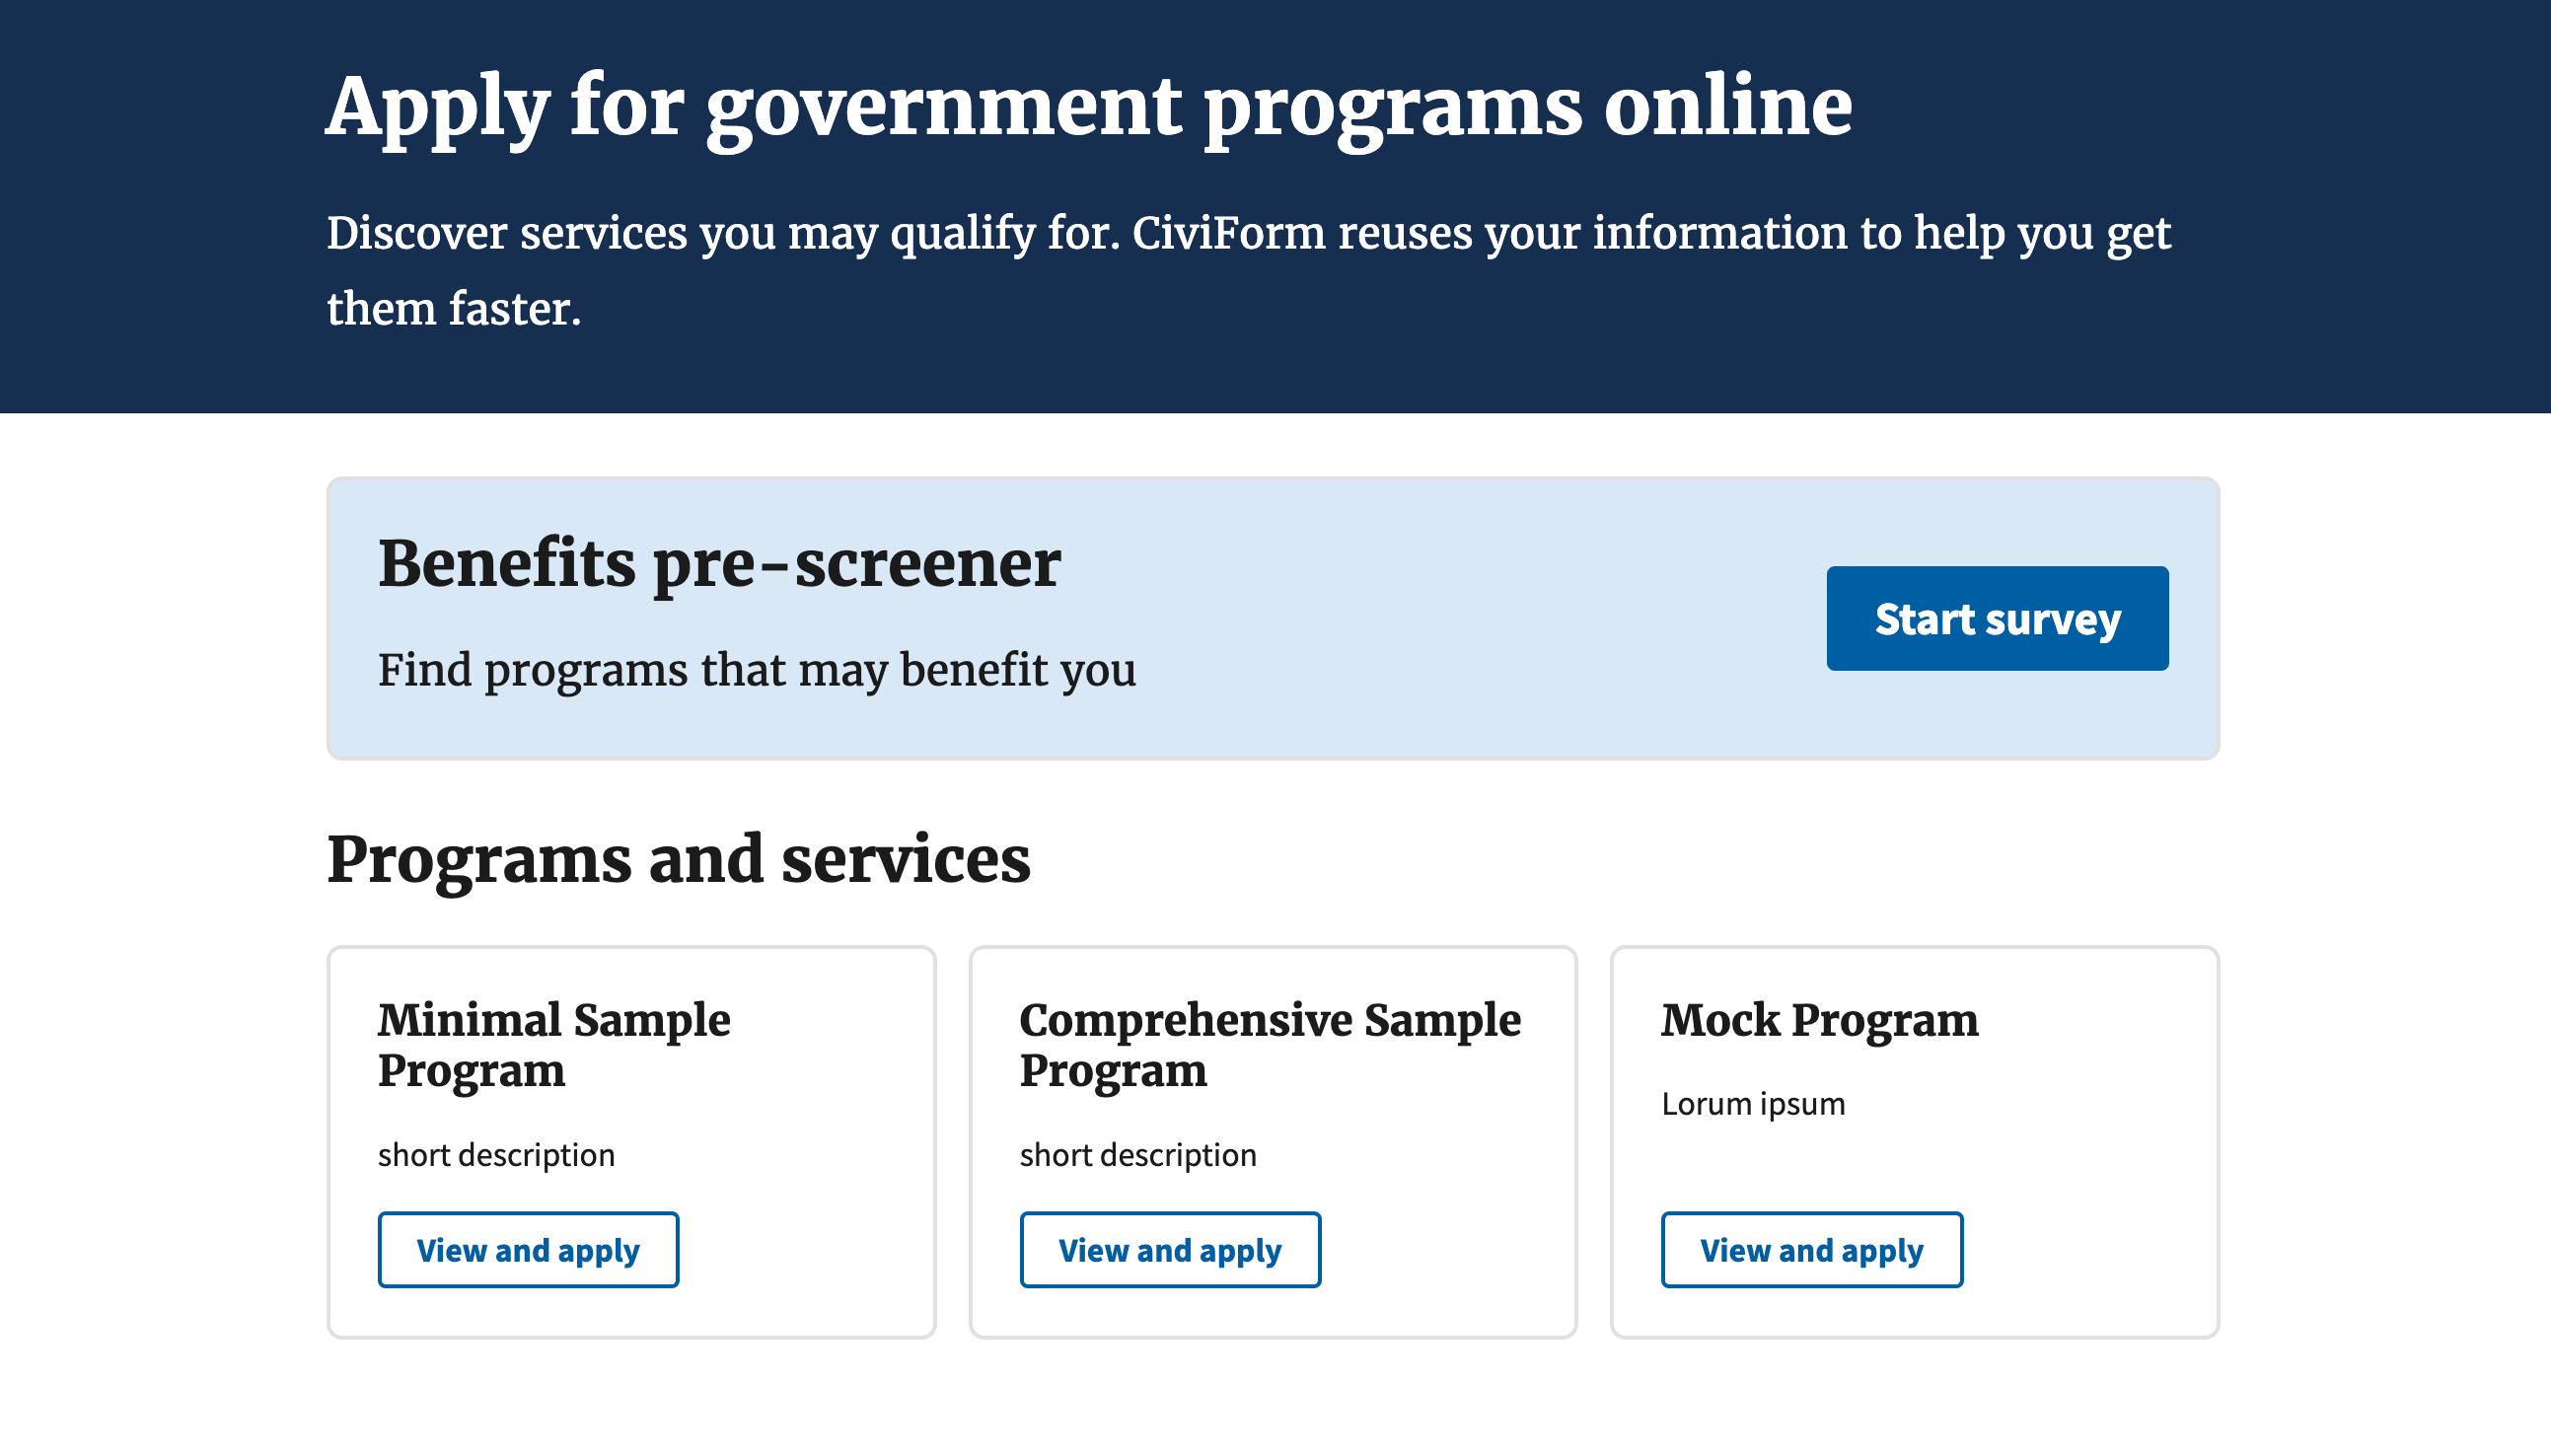 Apply for government programs online
Discover services you may qualify for. CiviForm reuses your information to help you get
them faster.
Benefits pre-screener
Find programs that may benefit you
Start survey
Programs and services
Minimal Sample
Program
short description
View and apply
Comprehensive Sample
Program
short description
View and apply
Mock Program
Lorum ipsum
View and apply